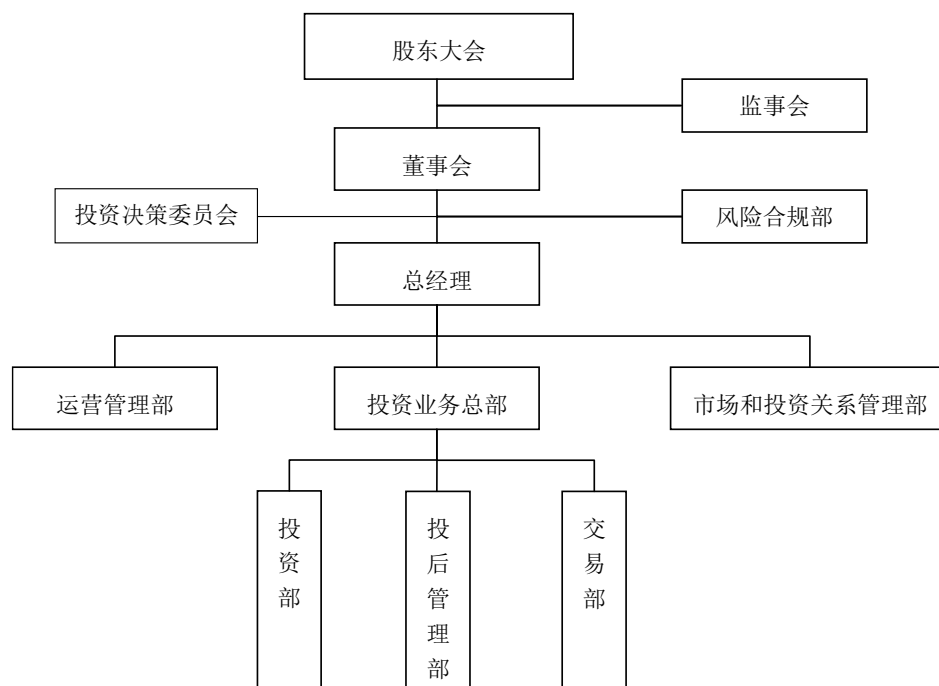 股东大会
监事会
董事会
投资决策委员会
风险合规部
总经理
运营管理部
投资业务总部
市场和投资关系管理部
投资部
投后管理部
交易部